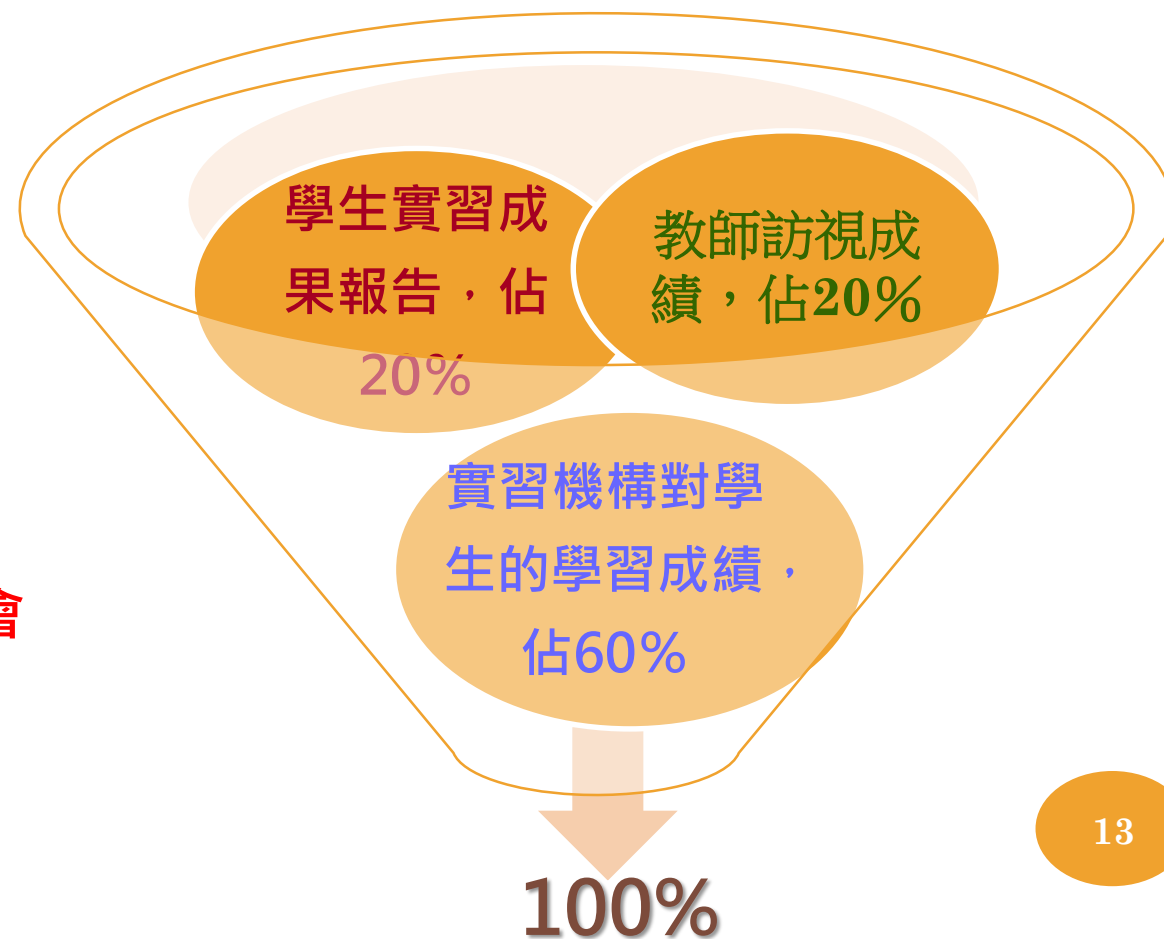 學生實習成
果報告，佔
20%
教師訪視成
績，佔20%
實習機構對學
生的學習成績，
佔60%
會
100%
13